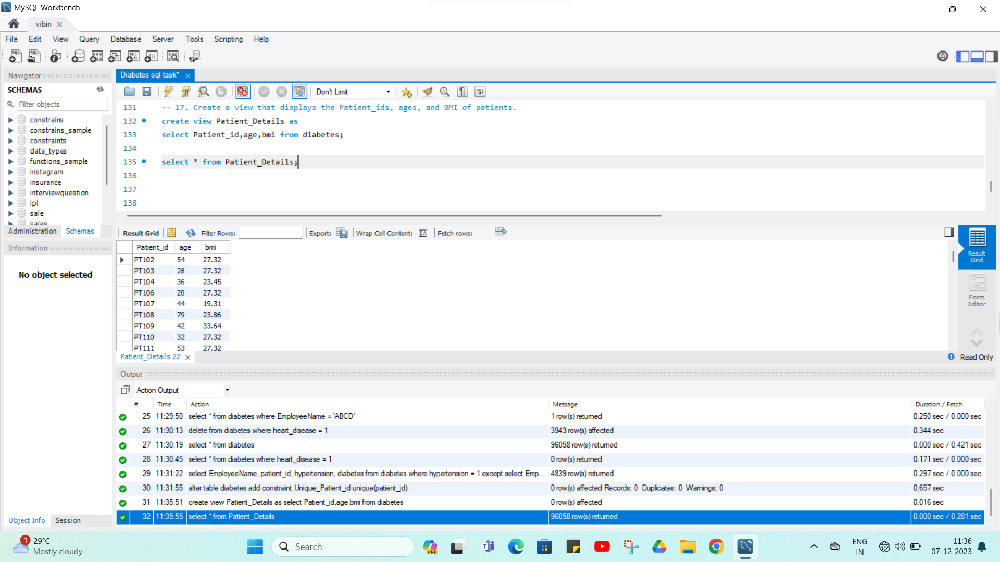 MySQL Workbench
vibin
File Edit View Query Database Server Tools Scripting Help
Navigator
SCHEMAS
Filter objects
constrains
constrains_sample
constraints
data_types
functions_sample
instagram
insurance
interviewquestion
ipl
sale
sales
Administration Schemas
Information
No object selected
Object Info Session
Diabetes sql task*
Don't Limit
131 -- 17. Create a view that displays the Patient_ids, ages, and BMI of patients.
132 create view Patient_Details as
133 select Patient_id,age,bmi from diabetes;
134
135 select * from Patient_Details;
136
137
138
Result Grid Filter Rows: Export: Wrap Cell Content: Fetch rows:
Patient_id age bmi
PT102 54 27.32
PT103 28 27.32
PT104 36 23.45
PT106 20 27.32
PT107 44 19.31
PT108 79 23.86
PT109 42 33.64
PT110 32 27.32
PT111 53 27.32
Result
Grid
Form
Editor
Patient_Details 22
Read Only
Output
Action Output
# Time Action Message Duration / Fetch
25 11:29:50 select * from diabetes where EmployeeName = 'ABCD' 1 row(s) returned 0.250 sec / 0.000 sec
26 11:30:13 delete from diabetes where heart_disease = 1 3943 row(s) affected 0.344 sec
27 11:30:19 select * from diabetes 96058 row(s) returned 0.000 sec / 0.421 sec
28 11:30:45 select * from diabetes where heart_disease = 1 0 row(s) returned 0.171 sec / 0.000 sec
29 11:31:22 select EmployeeName, patient_id, hypertension, diabetes from diabetes where hypertension = 1 except select Emp... 4839 row(s) returned 0.297 sec / 0.000 sec
30 11:31:55 alter table diabetes add constraint Unique_Patient_id unique(patient_id) 0 row(s) affected Records: 0 Duplicates: 0 Warnings: 0 0.657 sec
31 11:35:51 create view Patient_Details as select Patient_id,age,bmi from diabetes 0 row(s) affected 0.016 sec
32 11:35:55 select * from Patient_Details 96058 row(s) returned 0.000 sec / 0.281 sec
1
29°C
Mostly cloudy
Search
PRE
ENG
IN
11:36
07-12-2023